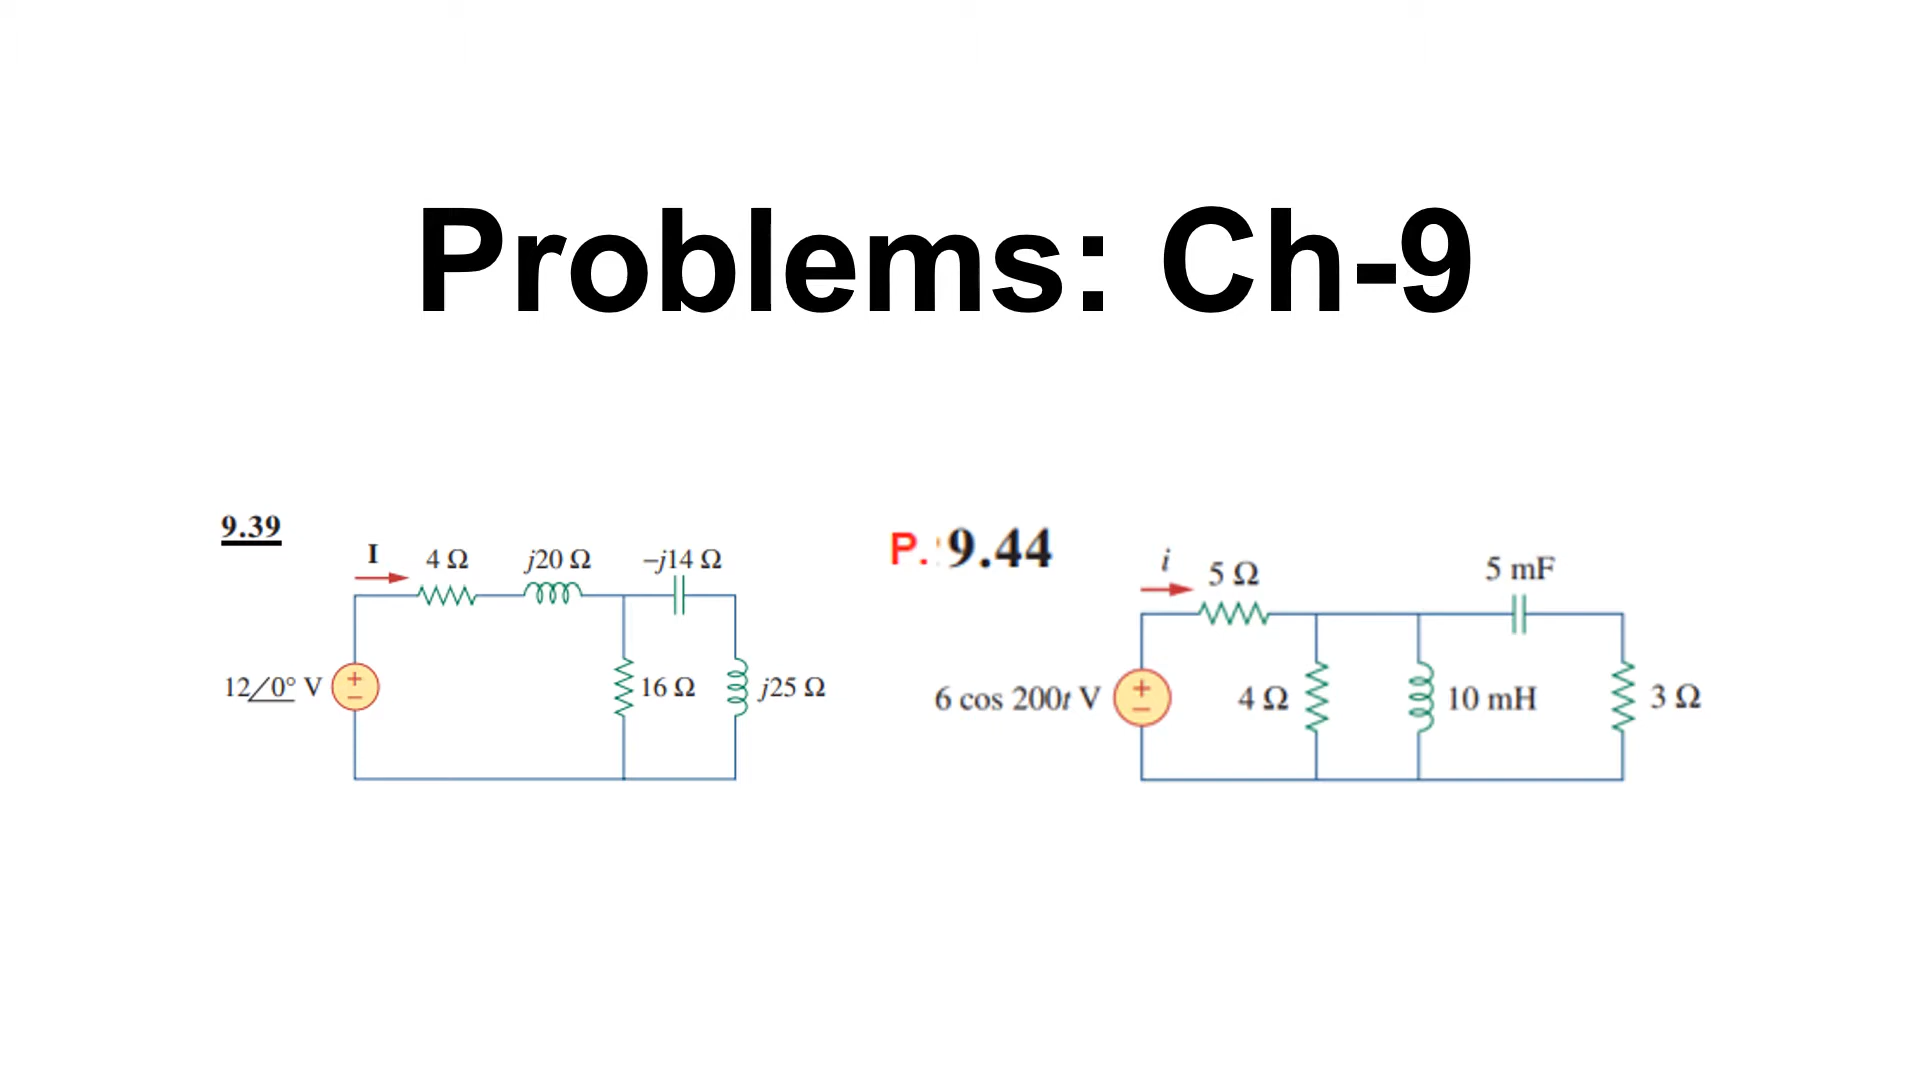 Problems: Ch-9
9.39
I
4 Ω
j20 Ω
–j14 Ω
12∠0° V
+
−
16 Ω
j25 Ω
P. 9.44
i
5 Ω
5 mF
6 cos 200t V
+
−
4 Ω
10 mH
3 Ω